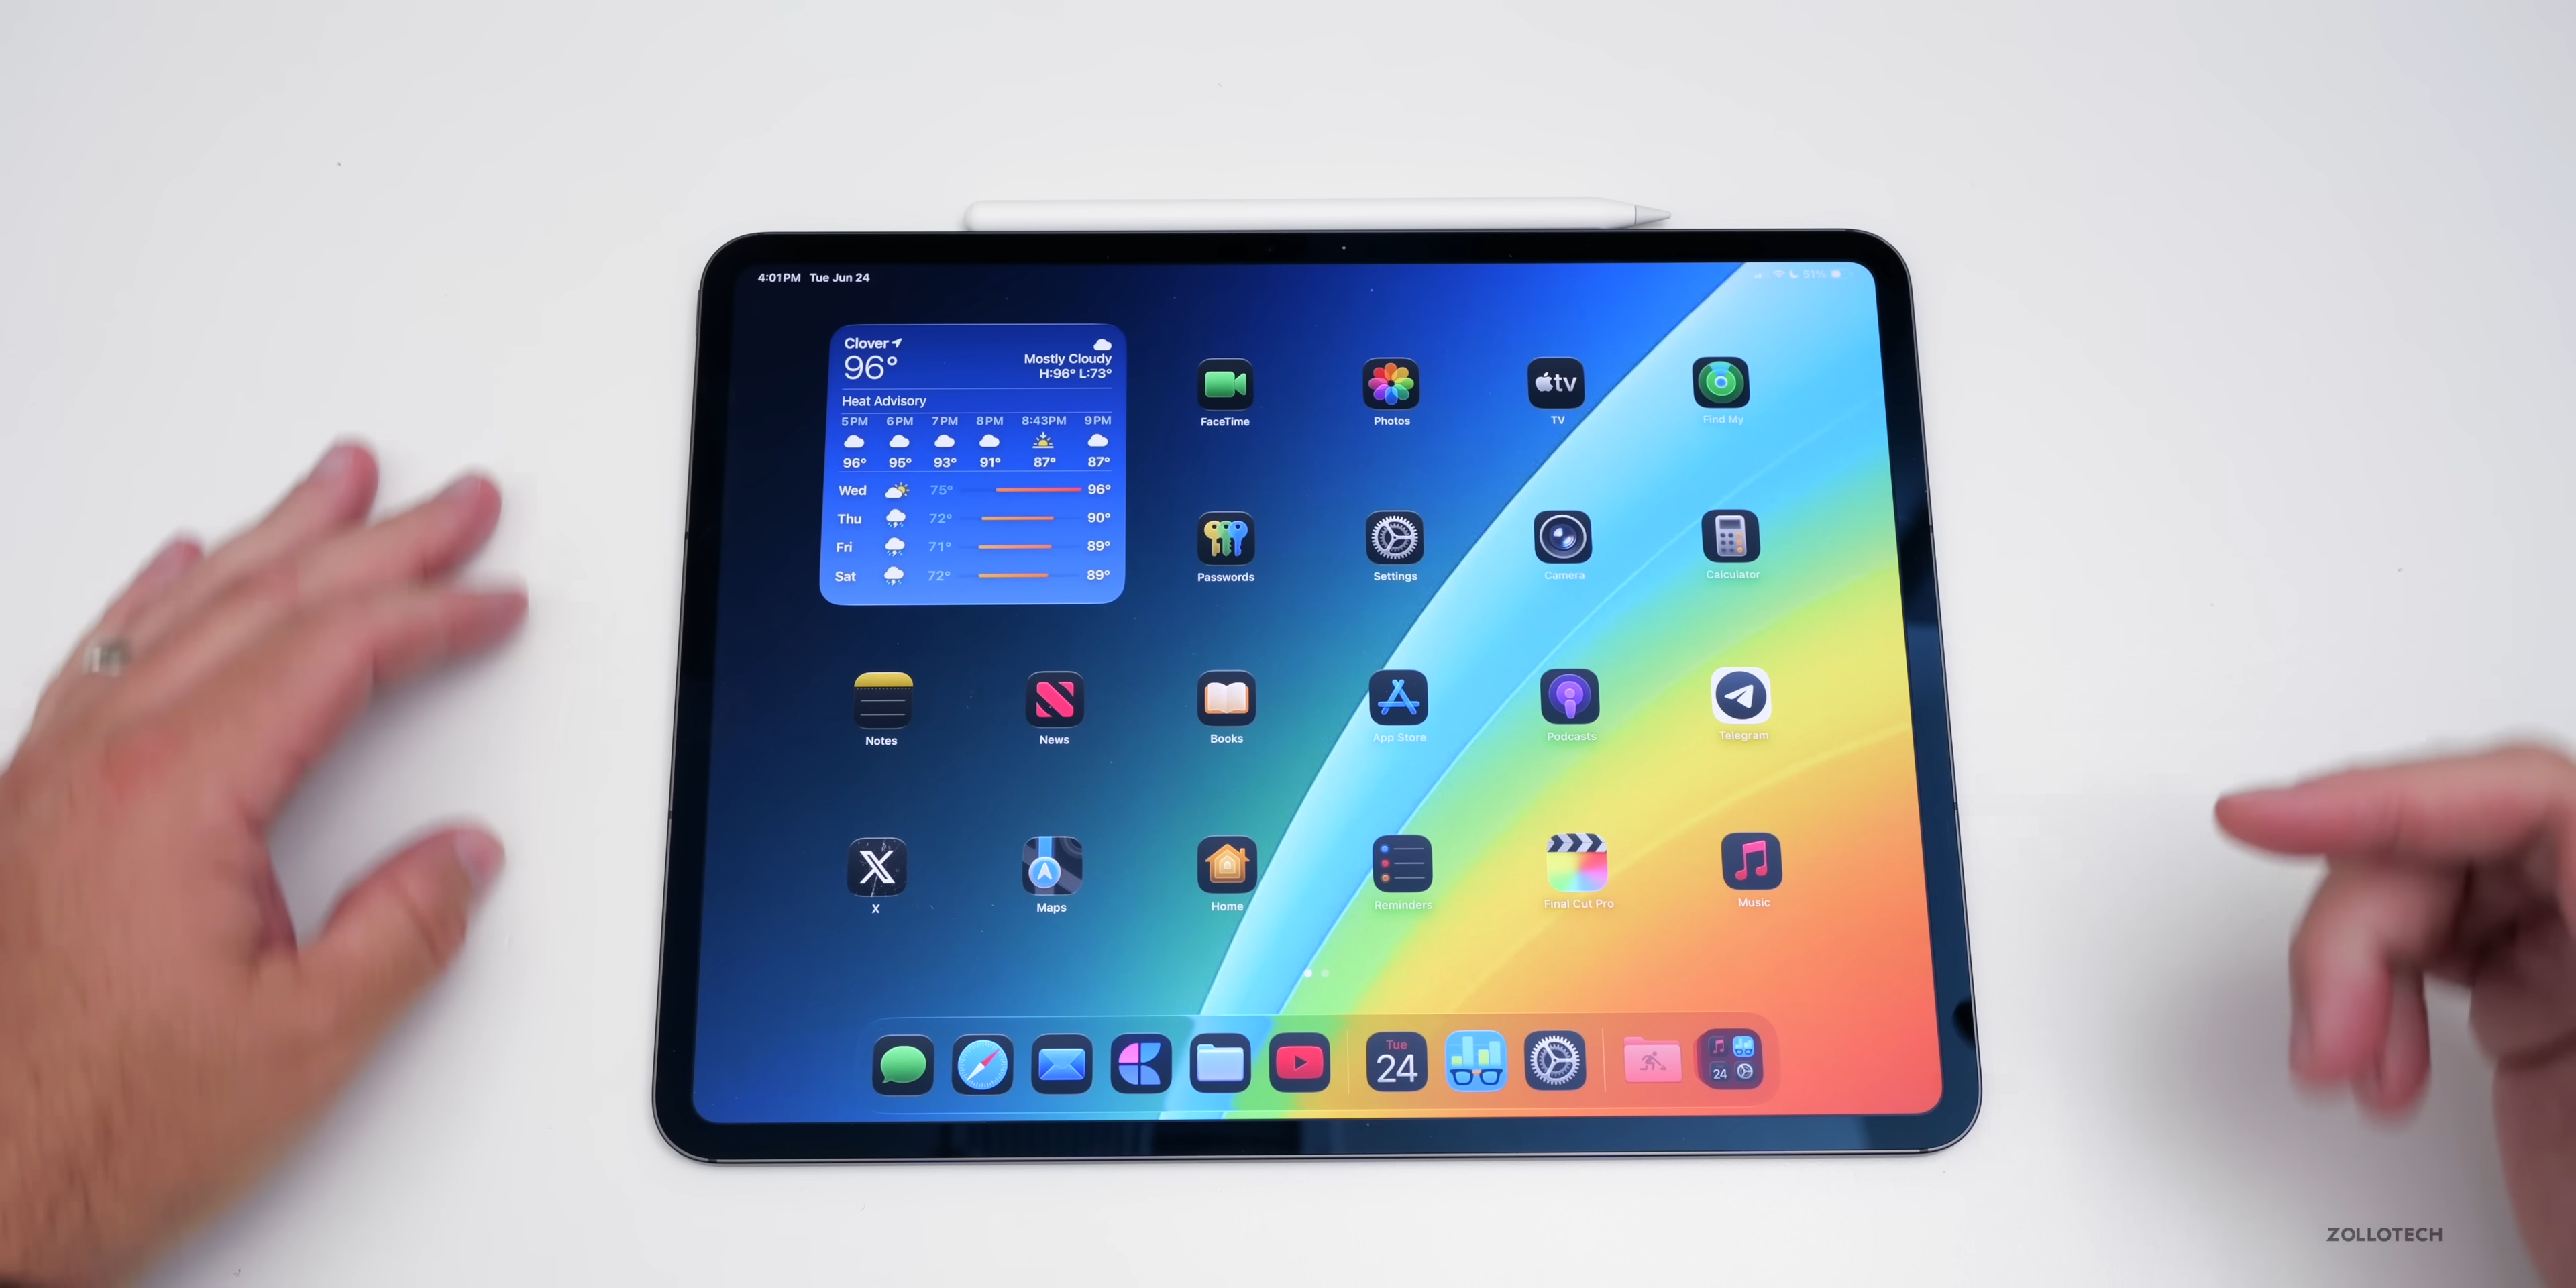 4:01PM Tue Jun 24
51%
Clover
96°
Mostly Cloudy
H:96° L:73°
Heat Advisory
5PM 6PM 7PM 8PM 8:43PM 9PM
96° 95° 93° 91° 87° 87°
Wed 75° 96°
Thu 72° 90°
Fri 71° 89°
Sat 72° 89°
tv
FaceTime Photos TV Find My
Passwords Settings Camera Calculator
Notes News Books App Store Podcasts Telegram
X Maps Home Reminders Final Cut Pro Music
Tue
24
24
ZOLLOTECH